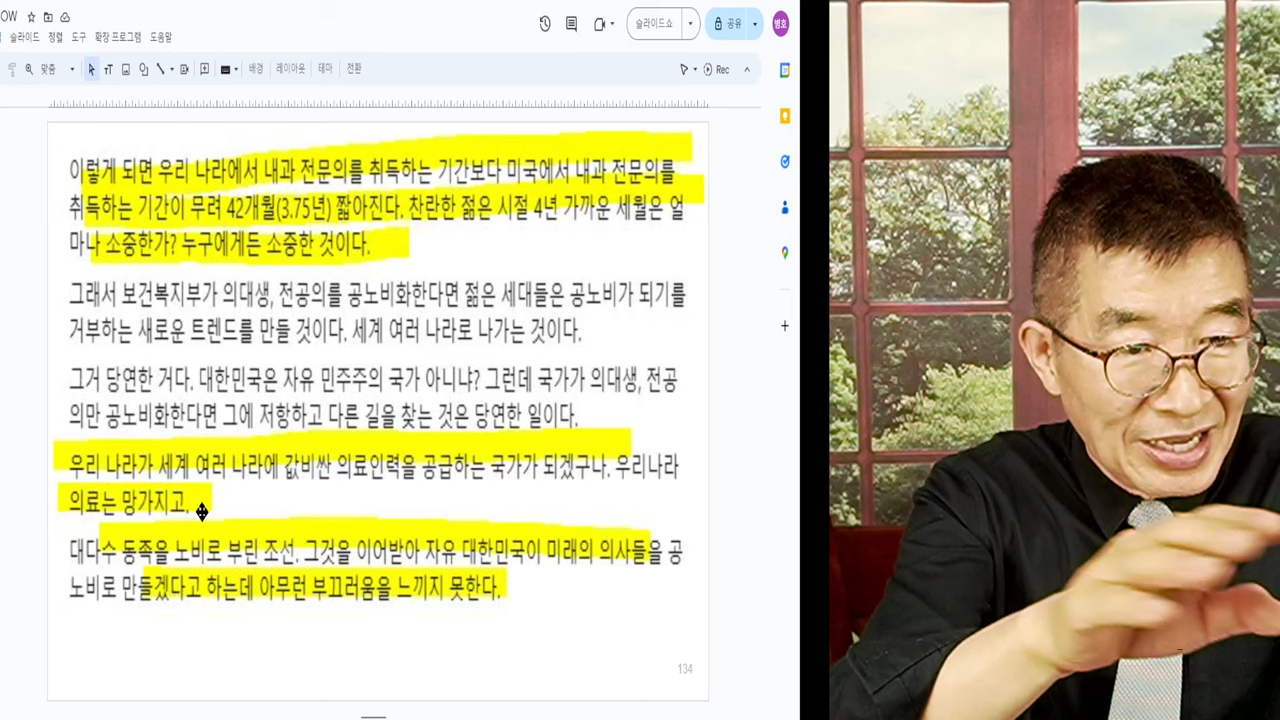 OW
슬라이드 정렬 도구 확장 프로그램 도움말
슬라이드쇼
공유
병호
맞춤
배경 레이아웃 테마 전환
Rec
이렇게 되면 우리 나라에서 내과 전문의를 취득하는 기간보다 미국에서 내과 전문의를
취득하는 기간이 무려 42개월(3.75년) 짧아진다. 찬란한 젊은 시절 4년 가까운 세월은 얼
마나 소중한가? 누구에게든 소중한 것이다.
그래서 보건복지부가 의대생, 전공의를 공노비화한다면 젊은 세대들은 공노비가 되기를
거부하는 새로운 트렌드를 만들 것이다. 세계 여러 나라로 나가는 것이다.
그거 당연한 거다. 대한민국은 자유 민주주의 국가 아니냐? 그런데 국가가 의대생, 전공
의만 공노비화한다면 그에 저항하고 다른 길을 찾는 것은 당연한 일이다.
우리 나라가 세계 여러 나라에 값비싼 의료인력을 공급하는 국가가 되겠구나. 우리나라
의료는 망가지고.
대다수 동족을 노비로 부린 조선. 그것을 이어받아 자유 대한민국이 미래의 의사들을 공
노비로 만들겠다고 하는데 아무런 부끄러움을 느끼지 못한다.
134